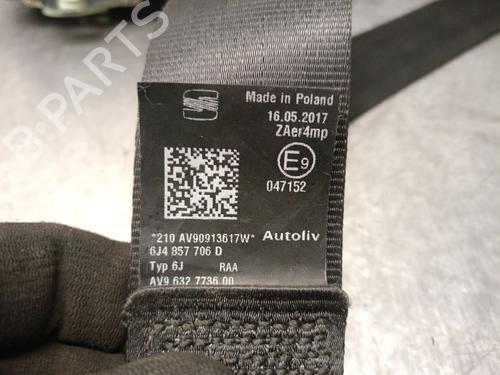 Made in Poland
16.05.2017
ZAer4mp
E9
047152
*210 AV90913617W* Autoliv
6J4 857 706 D
Typ 6J RAA
AV9 632 7736 00
B-PARTS